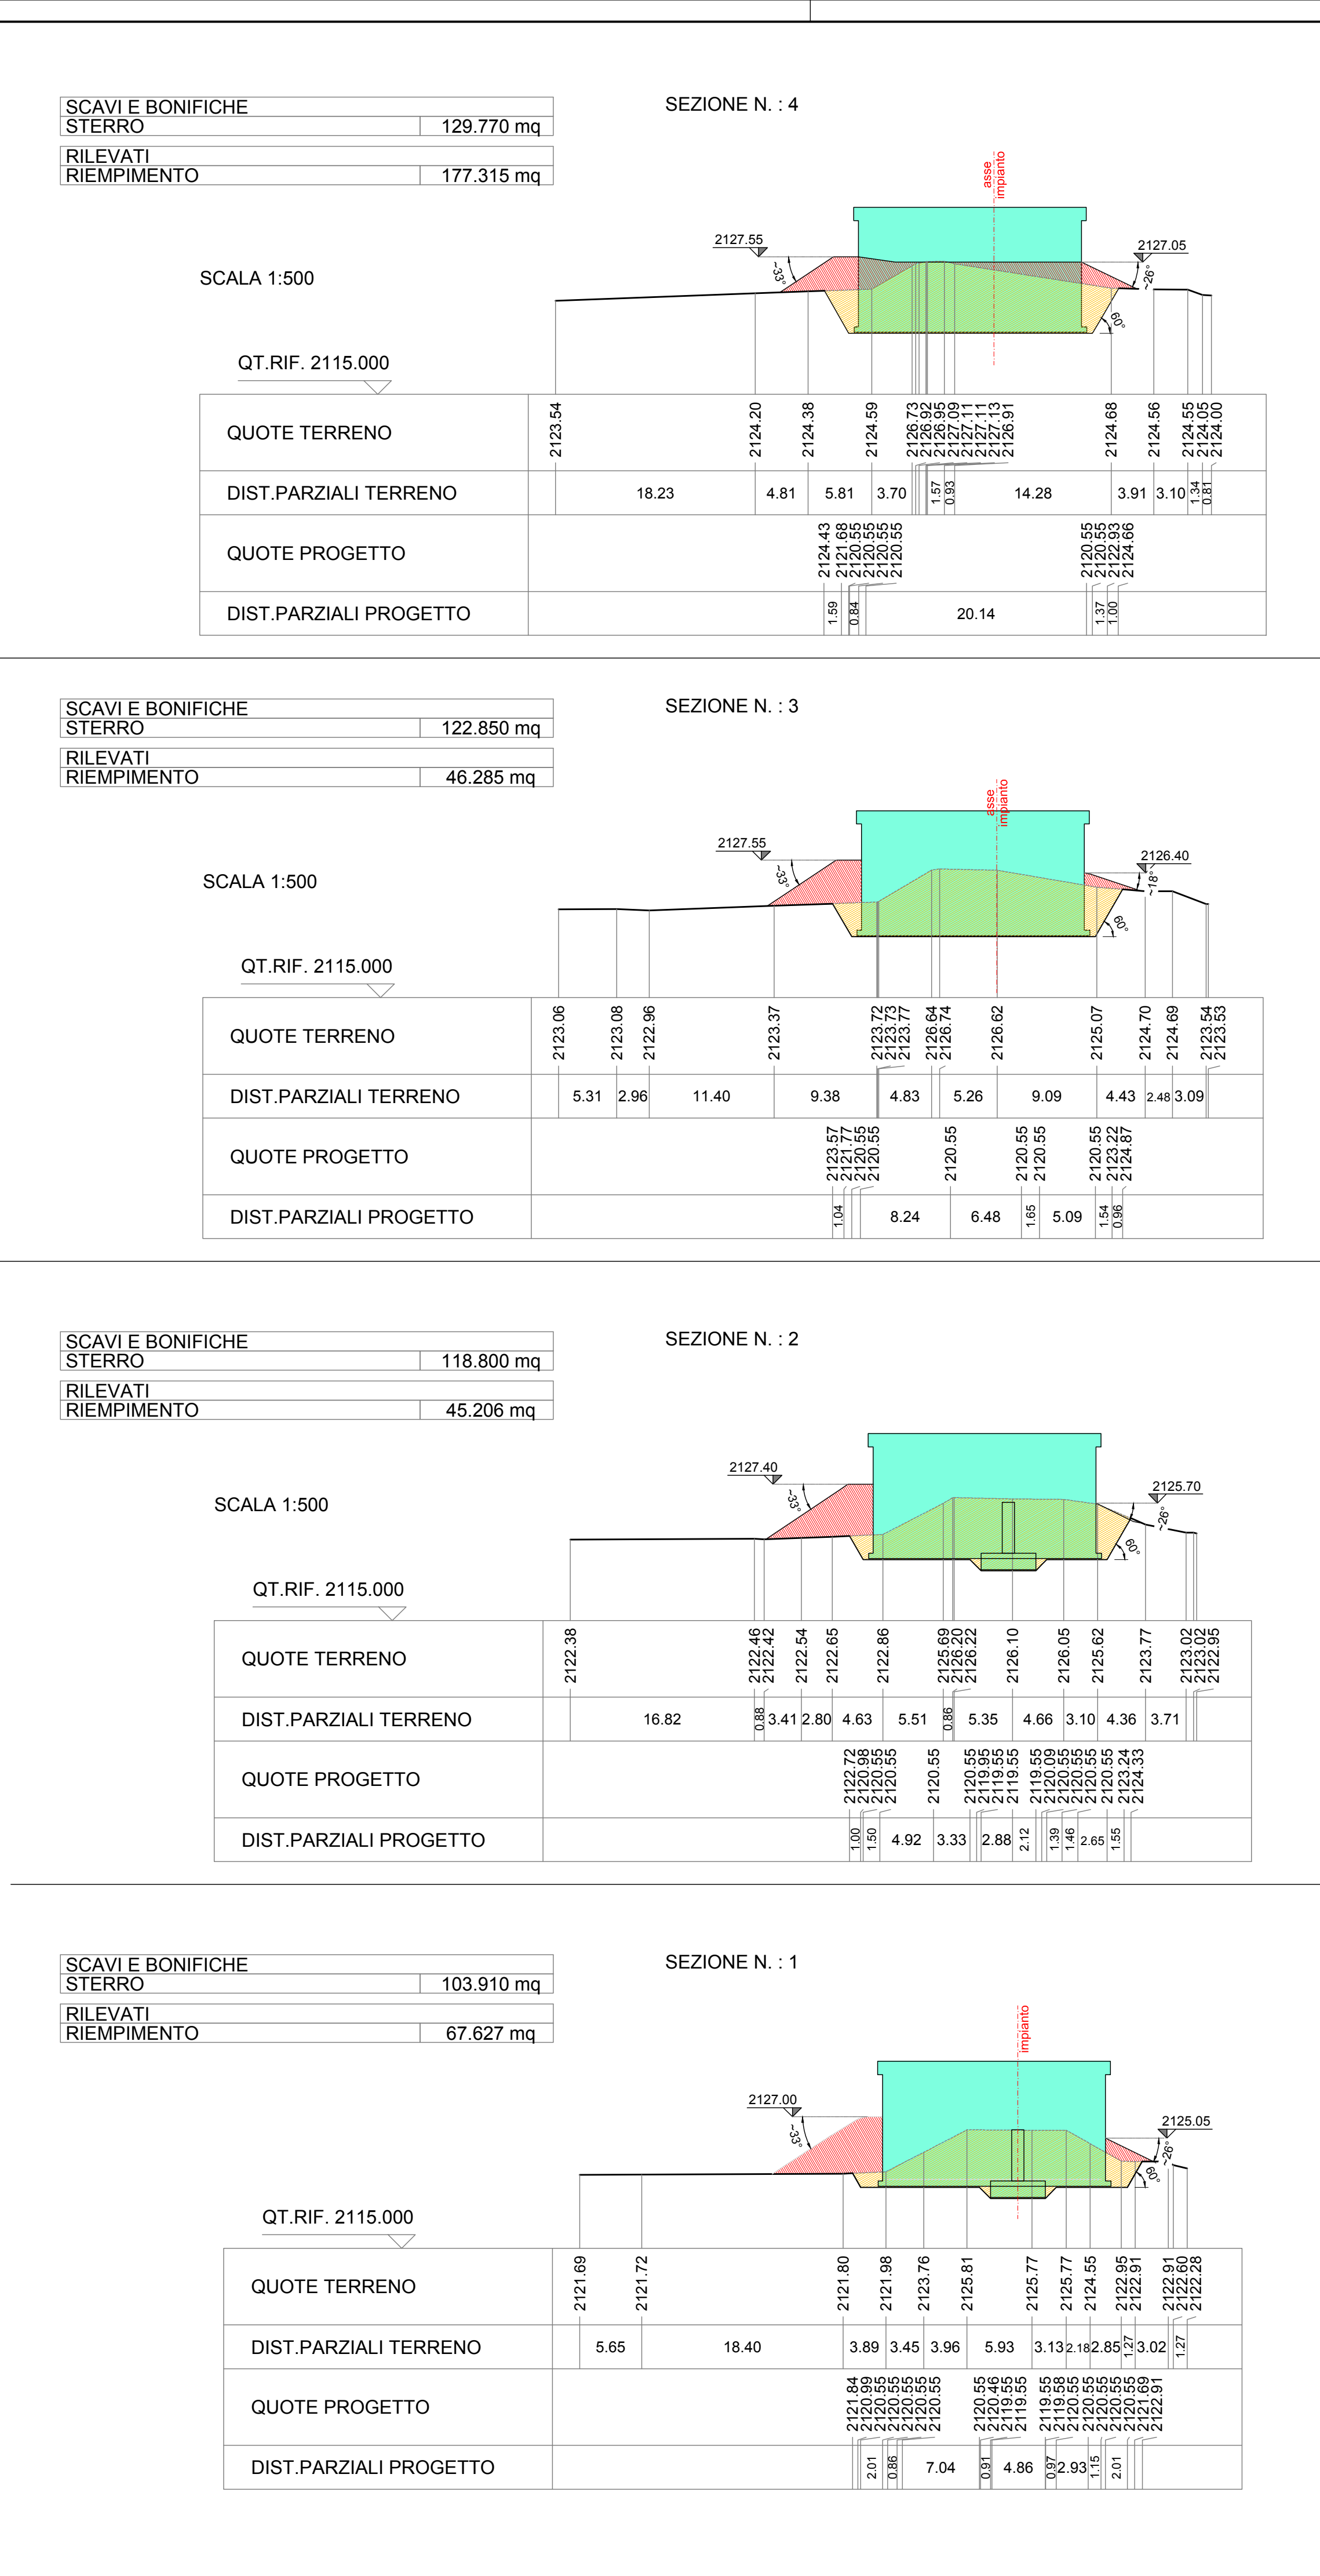 SCAVI E BONIFICHE
STERRO 129.770 mq
RILEVATI
RIEMPIMENTO 177.315 mq
SEZIONE N. : 4
asse
impianto
2127.55
2127.05
~33°
~26°
60°
SCALA 1:500
QT.RIF. 2115.000
QUOTE TERRENO 2123.54 2124.20 2124.38 2124.59 2126.73 2126.92 2126.95 2127.09 2127.11 2127.11 2127.13 2126.91 2124.68 2124.56 2124.55 2124.05 2124.00
DIST.PARZIALI TERRENO 18.23 4.81 5.81 3.70 1.57 0.93 14.28 3.91 3.10 1.34 0.81
QUOTE PROGETTO 2124.43 2121.68 2120.55 2120.55 2120.55 2120.55 2120.55 2120.55 2122.93 2124.66
DIST.PARZIALI PROGETTO 1.59 0.84 20.14 1.37 1.00
SCAVI E BONIFICHE
STERRO 122.850 mq
RILEVATI
RIEMPIMENTO 46.285 mq
SEZIONE N. : 3
asse
impianto
2127.55
2126.40
~33°
~18°
60°
SCALA 1:500
QT.RIF. 2115.000
QUOTE TERRENO 2123.06 2123.08 2122.96 2123.37 2123.72 2123.73 2123.77 2126.64 2126.74 2126.62 2125.07 2124.70 2124.69 2123.54 2123.53
DIST.PARZIALI TERRENO 5.31 2.96 11.40 9.38 4.83 5.26 9.09 4.43 2.48 3.09
QUOTE PROGETTO 2123.57 2121.77 2120.55 2120.55 2120.55 2120.55 2120.55 2120.55 2123.22 2124.87
DIST.PARZIALI PROGETTO 1.04 8.24 6.48 1.65 5.09 1.54 0.96
SCAVI E BONIFICHE
STERRO 118.800 mq
RILEVATI
RIEMPIMENTO 45.206 mq
SEZIONE N. : 2
2127.40
2125.70
~33°
~26°
60°
SCALA 1:500
QT.RIF. 2115.000
QUOTE TERRENO 2122.38 2122.46 2122.42 2122.54 2122.65 2122.86 2125.69 2126.20 2126.22 2126.10 2126.05 2125.62 2123.77 2123.02 2123.02 2122.95
DIST.PARZIALI TERRENO 16.82 0.88 3.41 2.80 4.63 5.51 0.86 5.35 4.66 3.10 4.36 3.71
QUOTE PROGETTO 2122.72 2120.98 2120.55 2120.55 2120.55 2120.55 2119.95 2119.55 2119.55 2119.55 2120.09 2120.55 2120.55 2120.55 2120.55 2123.24 2124.33
DIST.PARZIALI PROGETTO 1.00 1.50 4.92 3.33 2.88 2.12 1.39 1.46 2.65 1.55
SCAVI E BONIFICHE
STERRO 103.910 mq
RILEVATI
RIEMPIMENTO 67.627 mq
SEZIONE N. : 1
impianto
2127.00
2125.05
~33°
~26°
60°
QT.RIF. 2115.000
QUOTE TERRENO 2121.69 2121.72 2121.80 2121.98 2123.76 2125.81 2125.77 2125.77 2124.55 2122.95 2122.91 2122.91 2122.60 2122.28
DIST.PARZIALI TERRENO 5.65 18.40 3.89 3.45 3.96 5.93 3.13 2.18 2.85 1.27 3.02 1.27
QUOTE PROGETTO 2121.84 2120.99 2120.55 2120.55 2120.55 2120.55 2120.55 2120.55 2120.46 2119.55 2119.55 2119.55 2119.58 2120.55 2120.55 2120.55 2120.55 2120.55 2121.69 2122.91
DIST.PARZIALI PROGETTO 2.01 0.86 7.04 0.91 4.86 0.97 2.93 1.15 2.01